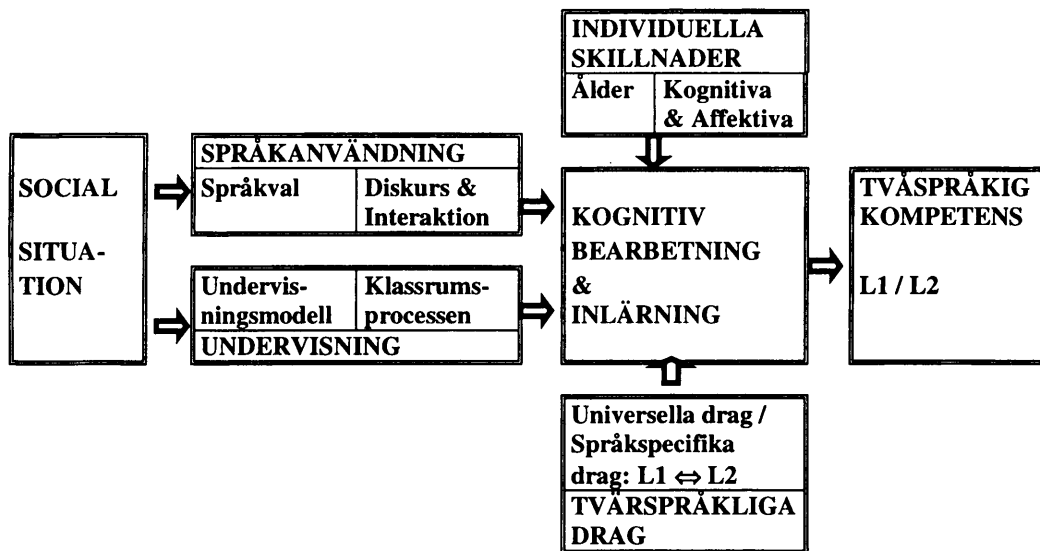 INDIVIDUELLA
SKILLNADER
Ålder
Kognitiva
& Affektiva
SOCIAL
SITUA-
TION
SPRÅKANVÄNDNING
Språkval
Diskurs &
Interaktion
Undervis-
ningsmodell
Klassrums-
processen
UNDERVISNING
KOGNITIV
BEARBETNING
&
INLÄRNING
TVÅSPRÅKIG
KOMPETENS
L1 / L2
Universella drag /
Språkspecifika
drag: L1 ⇔ L2
TVÄRSPRÅKLIGA
DRAG